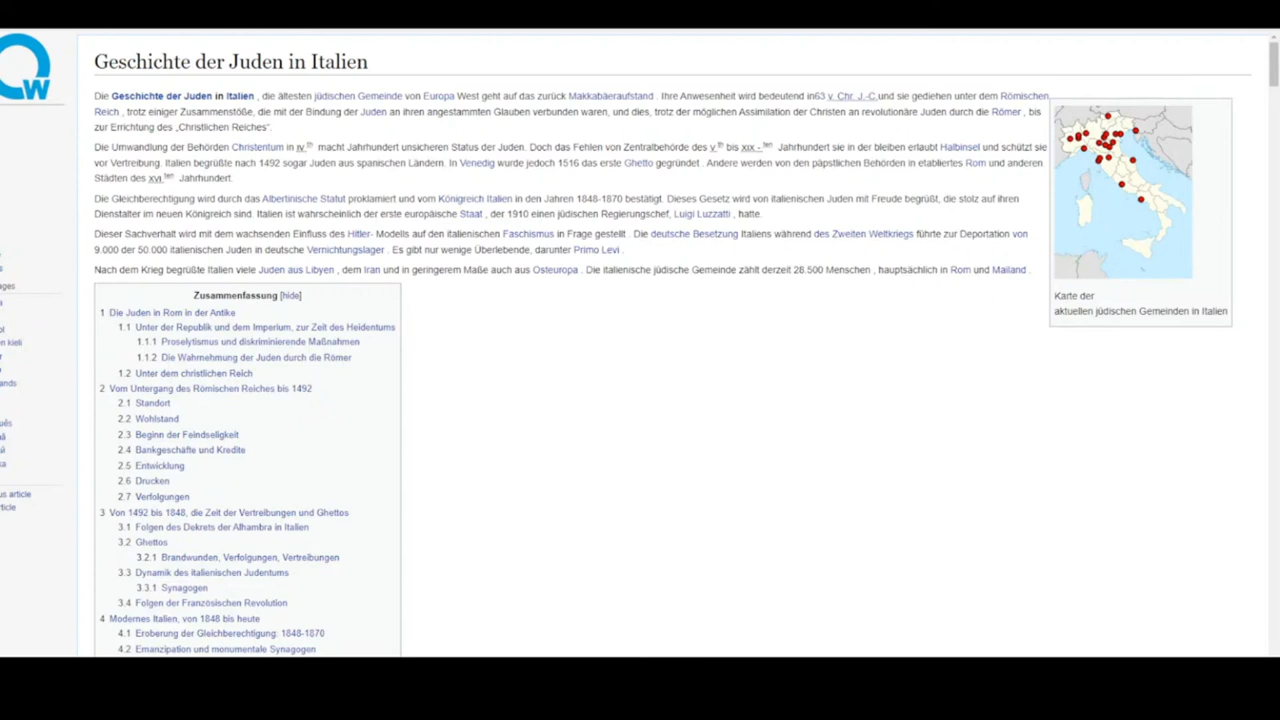 W
Geschichte der Juden in Italien
Die Geschichte der Juden in Italien , die ältesten jüdischen Gemeinde von Europa West geht auf das zurück Makkabäeraufstand . Ihre Anwesenheit wird bedeutend in63 v. Chr. J.-C.und sie gediehen unter dem Römischen
Reich , trotz einiger Zusammenstöße, die mit der Bindung der Juden an ihren angestammten Glauben verbunden waren, und dies, trotz der möglichen Assimilation der Christen an revolutionäre Juden durch die Römer , bis
zur Errichtung des „Christlichen Reiches".
Die Umwandlung der Behörden Christentum in IV th macht Jahrhundert unsicheren Status der Juden. Doch das Fehlen von Zentralbehörde des V th bis XIX - ten Jahrhundert sie in der bleiben erlaubt Halbinsel und schützt sie
vor Vertreibung. Italien begrüßte nach 1492 sogar Juden aus spanischen Ländern. In Venedig wurde jedoch 1516 das erste Ghetto gegründet . Andere werden von den päpstlichen Behörden in etabliertes Rom und anderen
Städten des XVI ten Jahrhundert.
Die Gleichberechtigung wird durch das Albertinische Statut proklamiert und vom Königreich Italien in den Jahren 1848-1870 bestätigt. Dieses Gesetz wird von italienischen Juden mit Freude begrüßt, die stolz auf ihren
Dienstalter im neuen Königreich sind. Italien ist wahrscheinlich der erste europäische Staat , der 1910 einen jüdischen Regierungschef, Luigi Luzzatti , hatte.
Dieser Sachverhalt wird mit dem wachsenden Einfluss des Hitler- Modells auf den italienischen Faschismus in Frage gestellt . Die deutsche Besetzung Italiens während des Zweiten Weltkriegs führte zur Deportation von
9.000 der 50.000 italienischen Juden in deutsche Vernichtungslager . Es gibt nur wenige Überlebende, darunter Primo Levi .
Nach dem Krieg begrüßte Italien viele Juden aus Libyen , dem Iran und in geringerem Maße auch aus Osteuropa . Die italienische jüdische Gemeinde zählt derzeit 28.500 Menschen , hauptsächlich in Rom und Mailand .
Karte der
aktuellen jüdischen Gemeinden in Italien
Zusammenfassung [hide]
1 Die Juden in Rom in der Antike
1.1 Unter der Republik und dem Imperium, zur Zeit des Heidentums
1.1.1 Proselytismus und diskriminierende Maßnahmen
1.1.2 Die Wahrnehmung der Juden durch die Römer
1.2 Unter dem christlichen Reich
2 Vom Untergang des Römischen Reiches bis 1492
2.1 Standort
2.2 Wohlstand
2.3 Beginn der Feindseligkeit
2.4 Bankgeschäfte und Kredite
2.5 Entwicklung
2.6 Drucken
2.7 Verfolgungen
3 Von 1492 bis 1848, die Zeit der Vertreibungen und Ghettos
3.1 Folgen des Dekrets der Alhambra in Italien
3.2 Ghettos
3.2.1 Brandwunden, Verfolgungen, Vertreibungen
3.3 Dynamik des italienischen Judentums
3.3.1 Synagogen
3.4 Folgen der Französischen Revolution
4 Modernes Italien, von 1848 bis heute
4.1 Eroberung der Gleichberechtigung: 1848-1870
4.2 Emanzipation und monumentale Synagogen
ages
n kieli
ands
us article
rticle